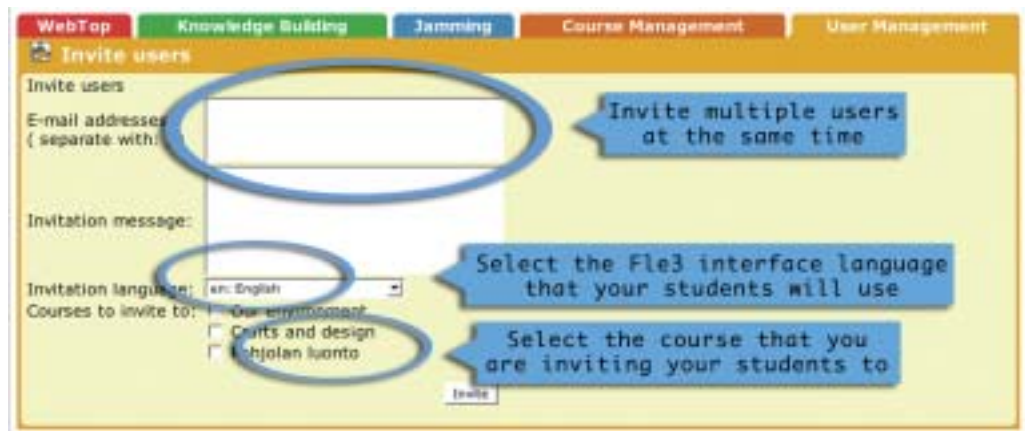 WebTop Knowledge Building Jamming Course Management User Management
Invite users
Invite users
E-mail addresses
( separate with:
Invite multiple users
at the same time
Invitation message:
Select the Fle3 interface language
that your students will use
Invitation language: en: English
Courses to invite to: Our environment
Crafts and design
Pohjolan luonto
Select the course that you
are inviting your students to
Invite